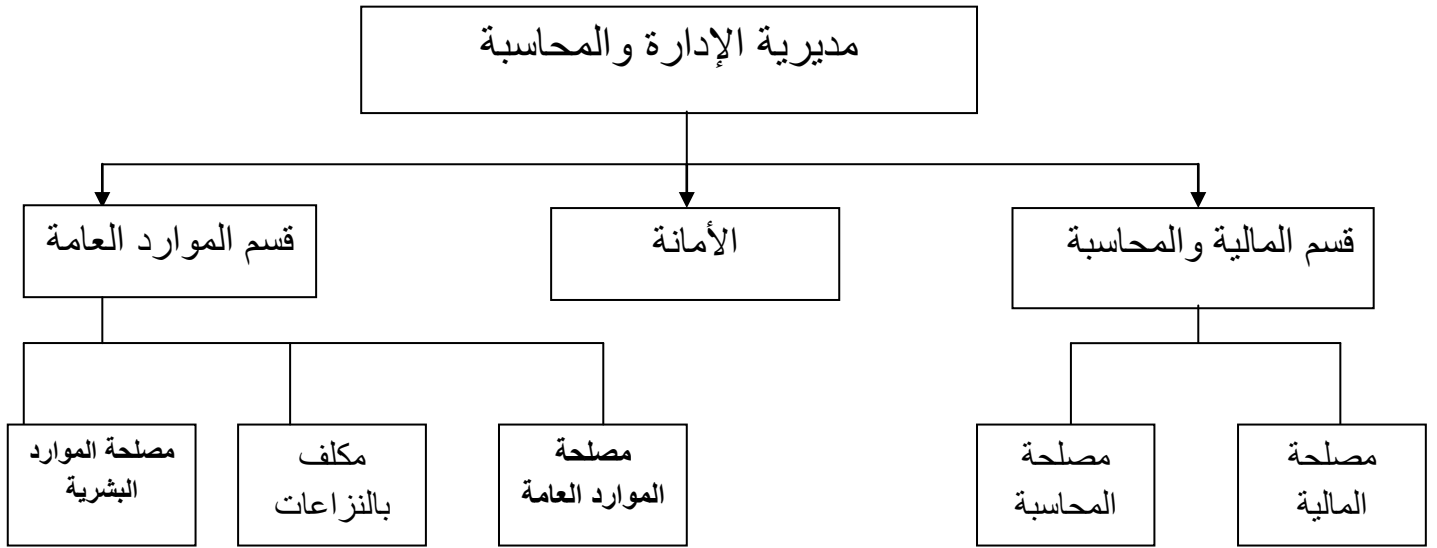 مديرية الإدارة والمحاسبة
قسم المالية والمحاسبة
الأمانة
قسم الموارد العامة
مصلحة
المالية
مصلحة
المحاسبة
مصلحة
الموارد العامة
مكلف
بالنزاعات
مصلحة الموارد
البشرية